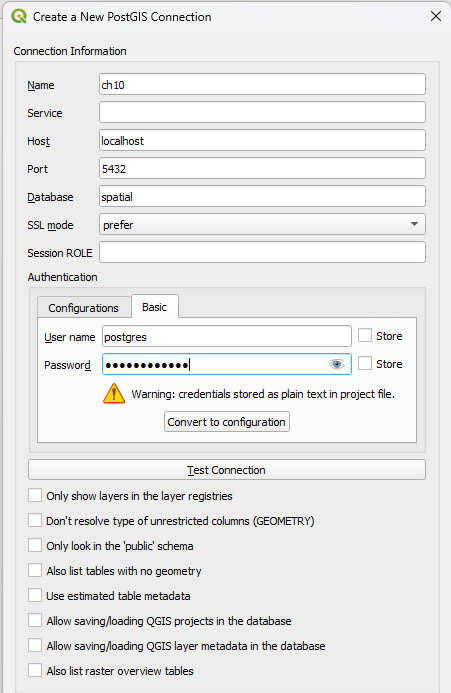 Create a New PostGIS Connection
Connection Information
Name ch10
Service
Host localhost
Port 5432
Database spatial
SSL mode prefer
Session ROLE
Authentication
Configurations Basic
User name postgres Store
Password ●●●●●●●●●●●● Store
Warning: credentials stored as plain text in project file.
Convert to configuration
Test Connection
Only show layers in the layer registries
Don't resolve type of unrestricted columns (GEOMETRY)
Only look in the 'public' schema
Also list tables with no geometry
Use estimated table metadata
Allow saving/loading QGIS projects in the database
Allow saving/loading QGIS layer metadata in the database
Also list raster overview tables